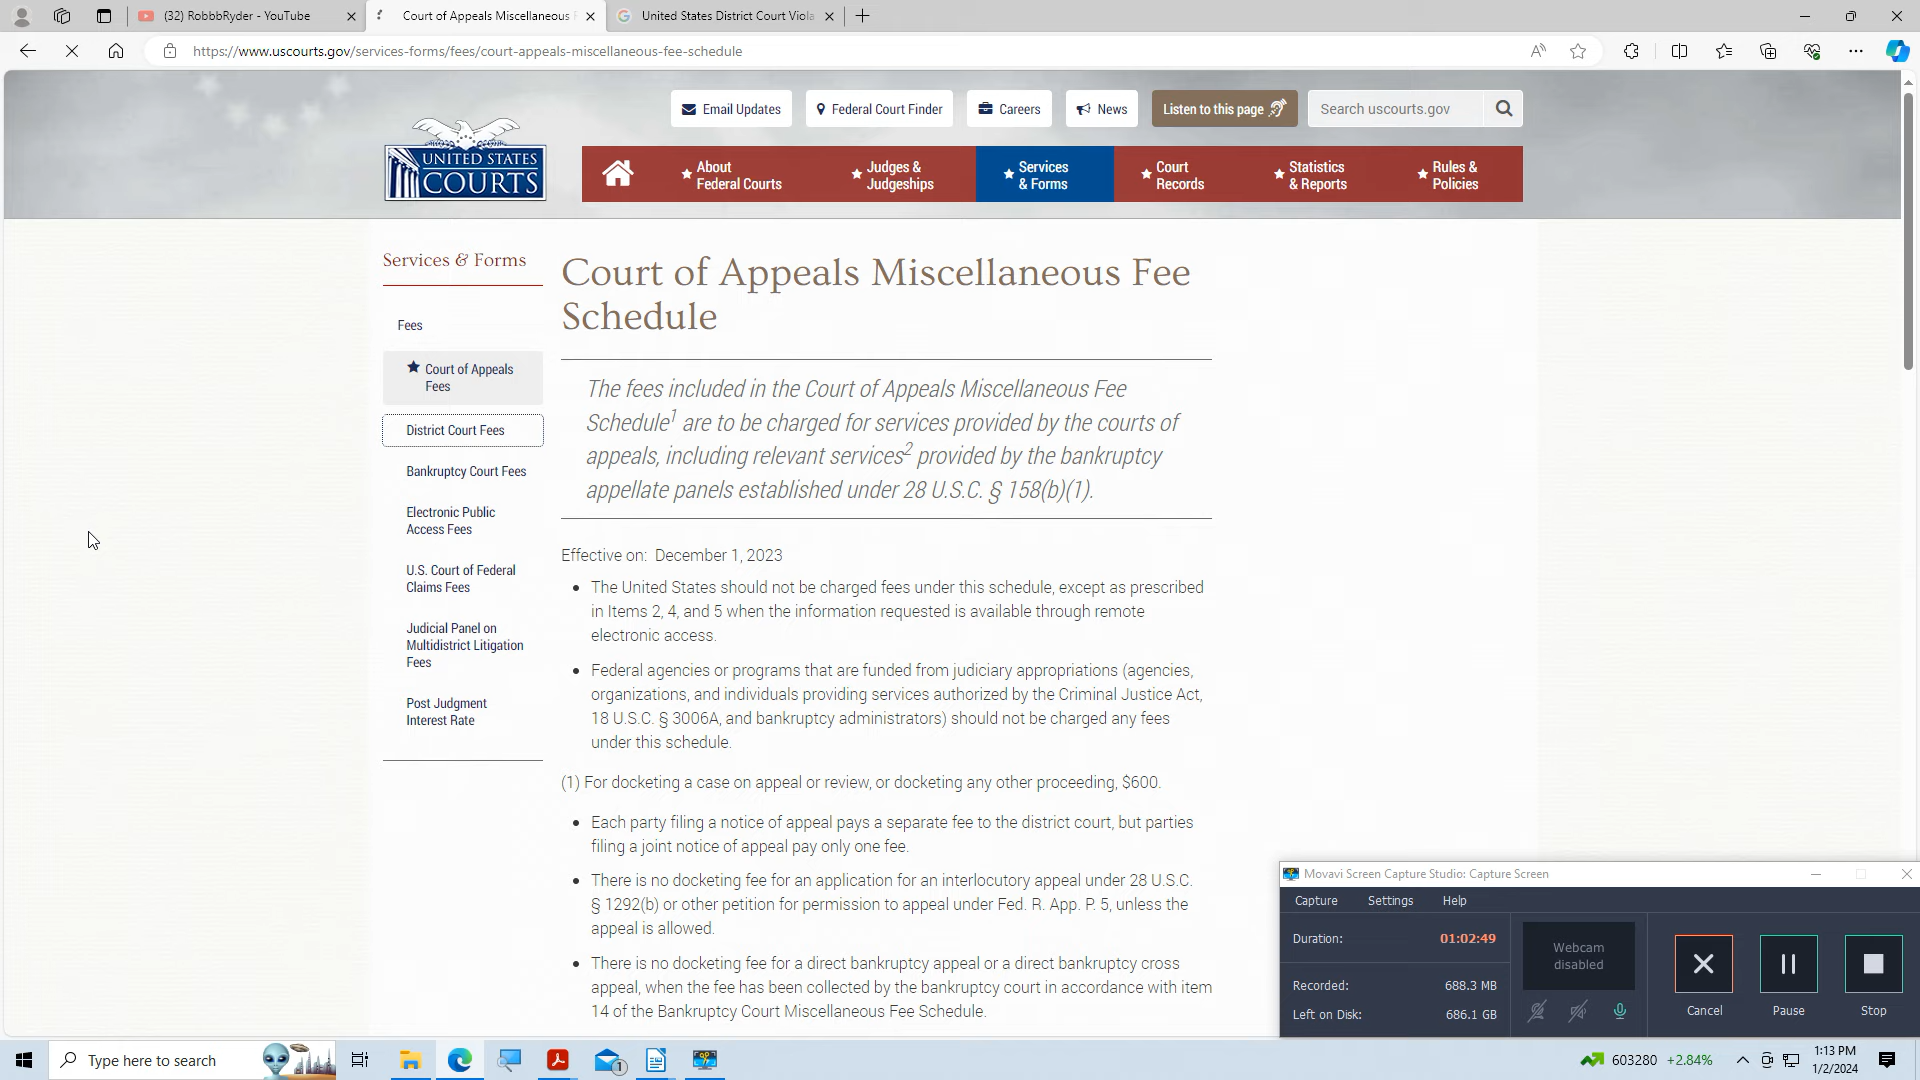 (32) RobbbRyder - YouTube
Court of Appeals Miscellaneous
United States District Court Viola
https://www.uscourts.gov/services-forms/fees/court-appeals-miscellaneous-fee-schedule
Email Updates
Federal Court Finder
Careers
News
Listen to this page
Search uscourts.gov
UNITED STATES
COURTS
About
Federal Courts
Judges &
Judgeships
Services
& Forms
Court
Records
Statistics
& Reports
Rules &
Policies
Services & Forms
Fees
Court of Appeals
Fees
District Court Fees
Bankruptcy Court Fees
Electronic Public
Access Fees
U.S. Court of Federal
Claims Fees
Judicial Panel on
Multidistrict Litigation
Fees
Post Judgment
Interest Rate
Court of Appeals Miscellaneous Fee
Schedule
The fees included in the Court of Appeals Miscellaneous Fee
Schedule1 are to be charged for services provided by the courts of
appeals, including relevant services2 provided by the bankruptcy
appellate panels established under 28 U.S.C. § 158(b)(1).
Effective on: December 1, 2023
• The United States should not be charged fees under this schedule, except as prescribed
in Items 2, 4, and 5 when the information requested is available through remote
electronic access.
• Federal agencies or programs that are funded from judiciary appropriations (agencies,
organizations, and individuals providing services authorized by the Criminal Justice Act,
18 U.S.C. § 3006A, and bankruptcy administrators) should not be charged any fees
under this schedule.
(1) For docketing a case on appeal or review, or docketing any other proceeding, $600.
• Each party filing a notice of appeal pays a separate fee to the district court, but parties
filing a joint notice of appeal pay only one fee.
• There is no docketing fee for an application for an interlocutory appeal under 28 U.S.C.
§ 1292(b) or other petition for permission to appeal under Fed. R. App. P. 5, unless the
appeal is allowed.
• There is no docketing fee for a direct bankruptcy appeal or a direct bankruptcy cross
appeal, when the fee has been collected by the bankruptcy court in accordance with item
14 of the Bankruptcy Court Miscellaneous Fee Schedule.
Movavi Screen Capture Studio: Capture Screen
Capture
Settings
Help
Duration:
01:02:49
Recorded:
688.3 MB
Left on Disk:
686.1 GB
Webcam
disabled
Cancel
Pause
Stop
Type here to search
1
603280 +2.84%
1:13 PM
1/2/2024